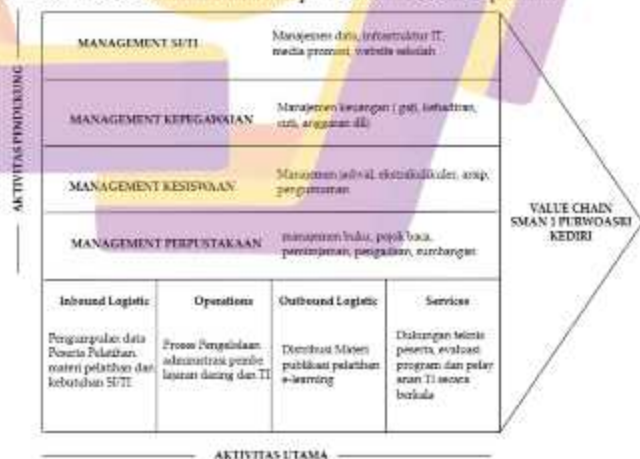 MANAGEMENT SI/TI
Manajemen data, infrastruktur IT,
media promosi, website sekolah
AKTIVITAS PENDUKUNG
MANAGEMENT KEPEGAWAIAN
Manajemen keuangan ( gaji, kehadiran,
cuti, anggaran dll)
MANAGEMENT KESISWAAN
Manajemen jadwal, ekstrakulikuler, arsip,
pengumuman
MANAGEMENT PERPUSTAKAAN
manajemen buku, pojok baca,
peminjaman, pengadaan, sumbangan
VALUE CHAIN
SMAN 1 PURWOASRI
KEDIRI
Inbound Logistic
Pengumpulan data
Peserta Pelatihan,
materi pelatihan dan
kebutuhan SI/TI
Operations
Proses Pengelolaan
administrasi pembe
lajaran daring dan TI
Outbound Logistic
Distribusi Materi
publikasi pelatihan
e-learning
Services
Dukungan teknis
peserta, evaluasi
program dan pelay
anan TI secara
berkala
AKTIVITAS UTAMA